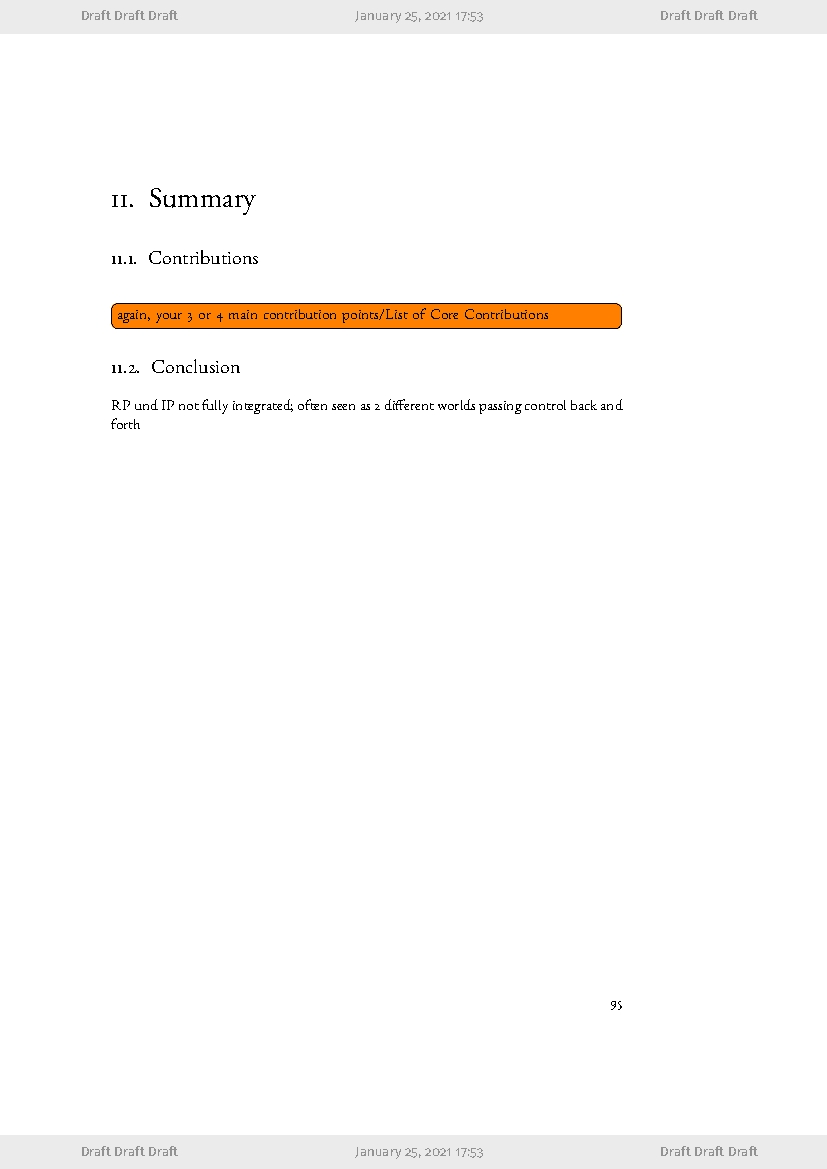 Draft Draft Draft January 25, 2021 17:53 Draft Draft Draft
11. Summary
11.1. Contributions
again, your 3 or 4 main contribution points/List of Core Contributions
11.2. Conclusion
RP und IP not fully integrated; often seen as 2 different worlds passing control back and
forth
95
Draft Draft Draft January 25, 2021 17:53 Draft Draft Draft